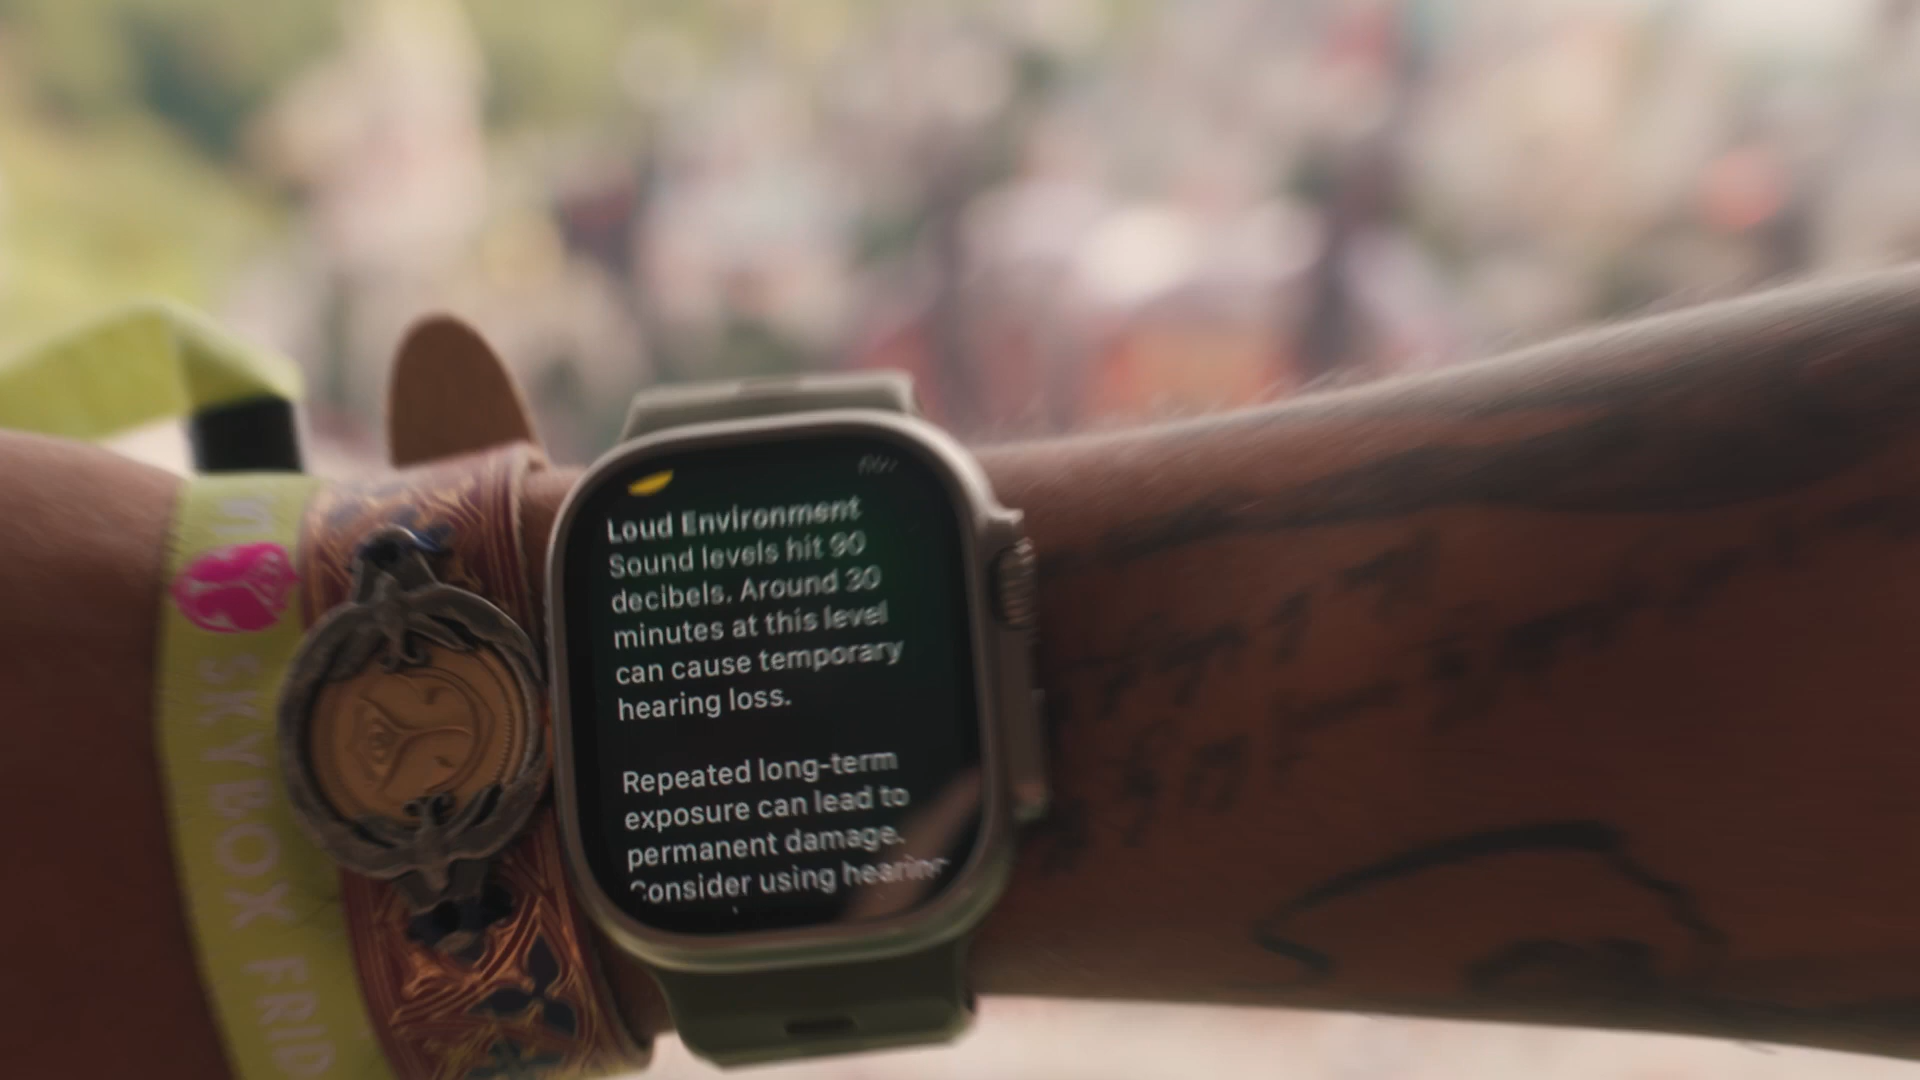 Loud Environment
Sound levels hit 90
decibels. Around 30
minutes at this level
can cause temporary
hearing loss.
Repeated long-term
exposure can lead to
permanent damage.
Consider using hearing
SKYBOX FRID